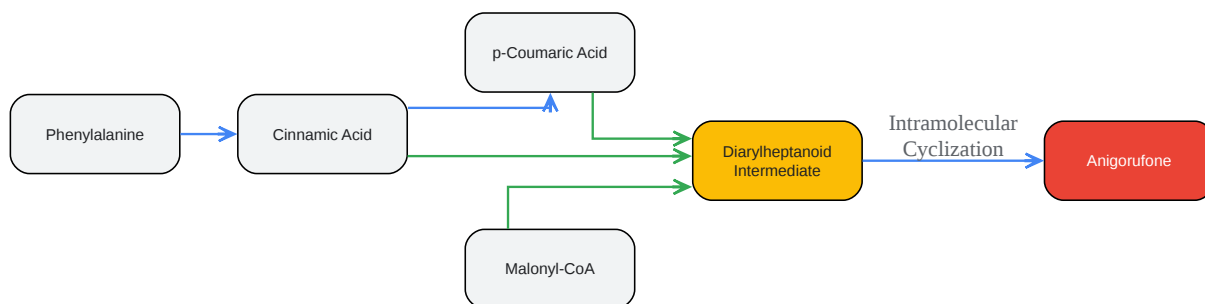 Phenylalanine
Cinnamic Acid
p-Coumaric Acid
Malonyl-CoA
Diarylheptanoid
Intermediate
Intramolecular
Cyclization
Anigorufone